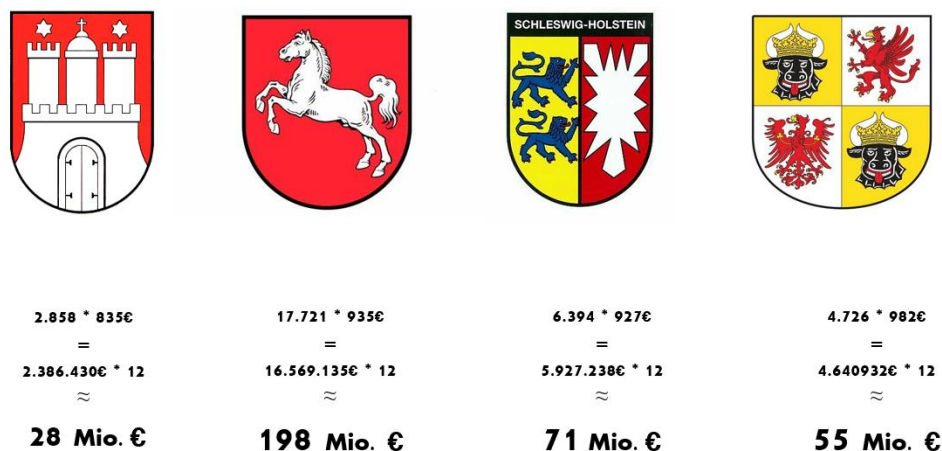 SCHLESWIG-HOLSTEIN
2.858 * 835€
=
2.386.430€ * 12
≈
28 Mio. €
17.721 * 935€
=
16.569.135€ * 12
≈
198 Mio. €
6.394 * 927€
=
5.927.238€ * 12
≈
71 Mio. €
4.726 * 982€
=
4.640932€ * 12
≈
55 Mio. €